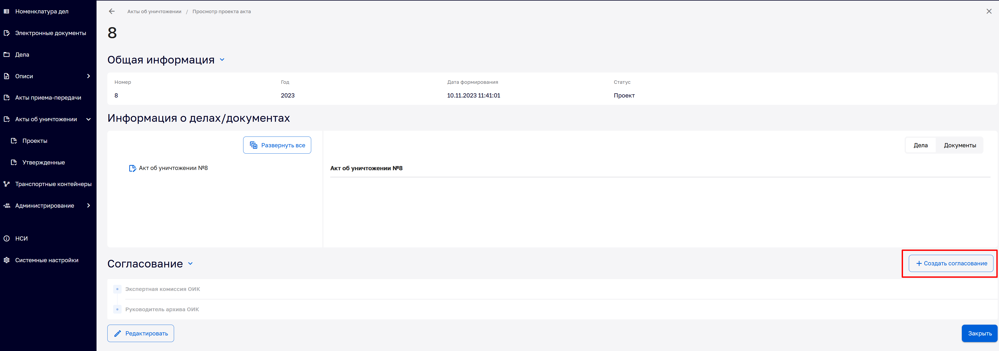 Номенклатура дел
Электронные документы
Дела
Описи
Акты приема-передачи
Акты об уничтожении
Проекты
Утвержденные
Транспортные контейнеры
Администрирование
НСИ
Системные настройки
Акты об уничтожении / Просмотр проекта акта
8
Общая информация
Номер Год Дата формирования Статус
8 2023 10.11.2023 11:41:01 Проект
Информация о делах/документах
Развернуть все
Дела Документы
Акт об уничтожении №8
Акт об уничтожении №8
Согласование
+ Создать согласование
Экспертная комиссия ОИК
Руководитель архива ОИК
Редактировать
Закрыть